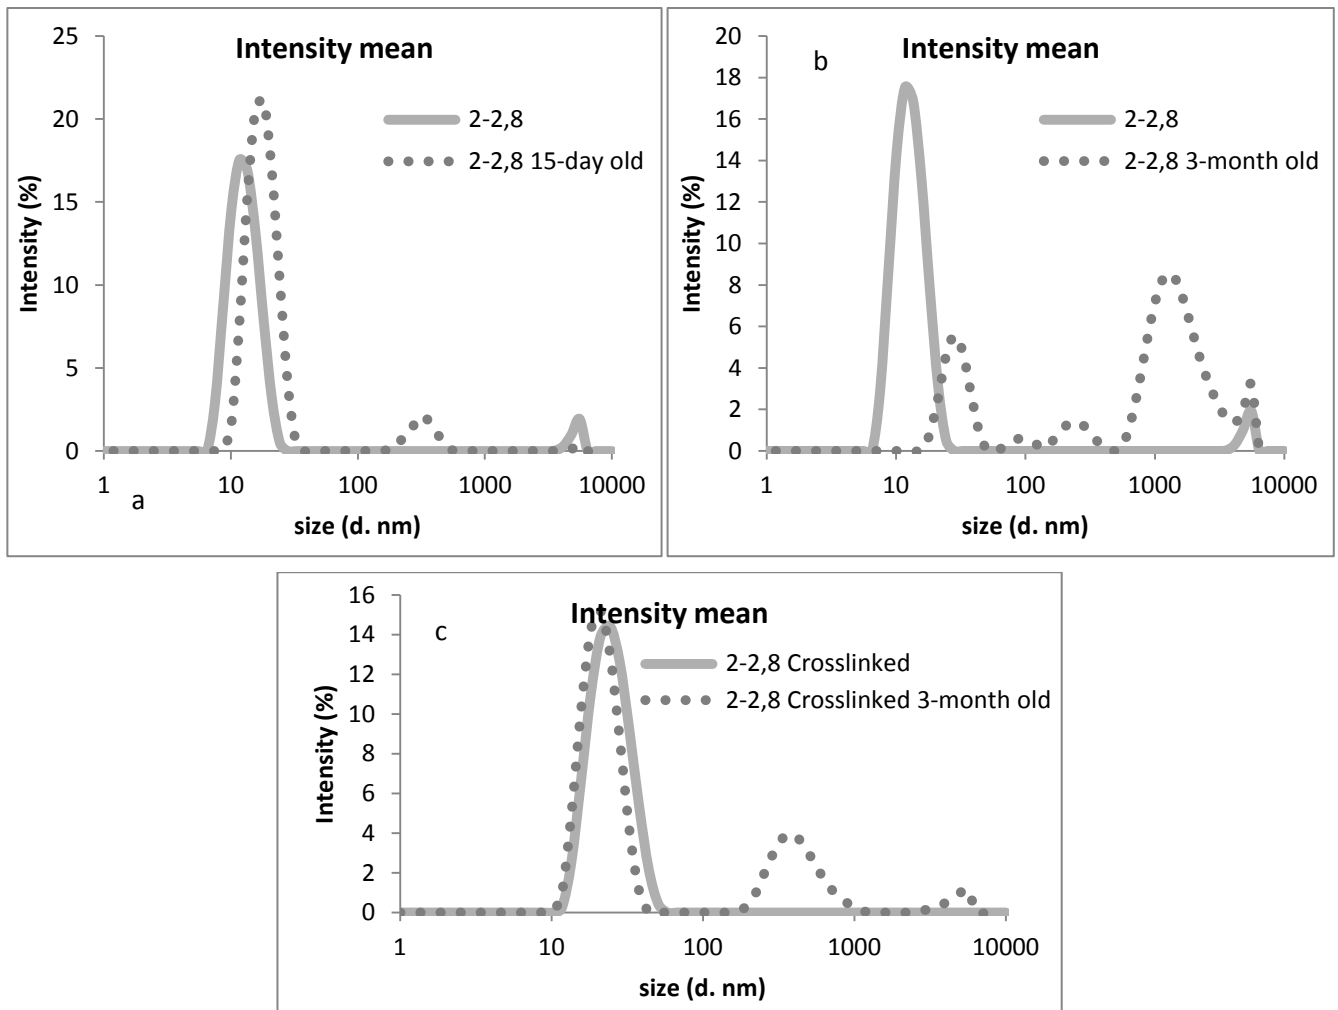 Intensity mean
a
2-2,8
2-2,8 15-day old
Intensity (%)
25
20
15
10
5
0
1 10 100 1000 10000
size (d. nm)
Intensity mean
b
2-2,8
2-2,8 3-month old
Intensity (%)
20
18
16
14
12
10
8
6
4
2
0
1 10 100 1000 10000
size (d. nm)
Intensity mean
c
2-2,8 Crosslinked
2-2,8 Crosslinked 3-month old
Intensity (%)
16
14
12
10
8
6
4
2
0
1 10 100 1000 10000
size (d. nm)